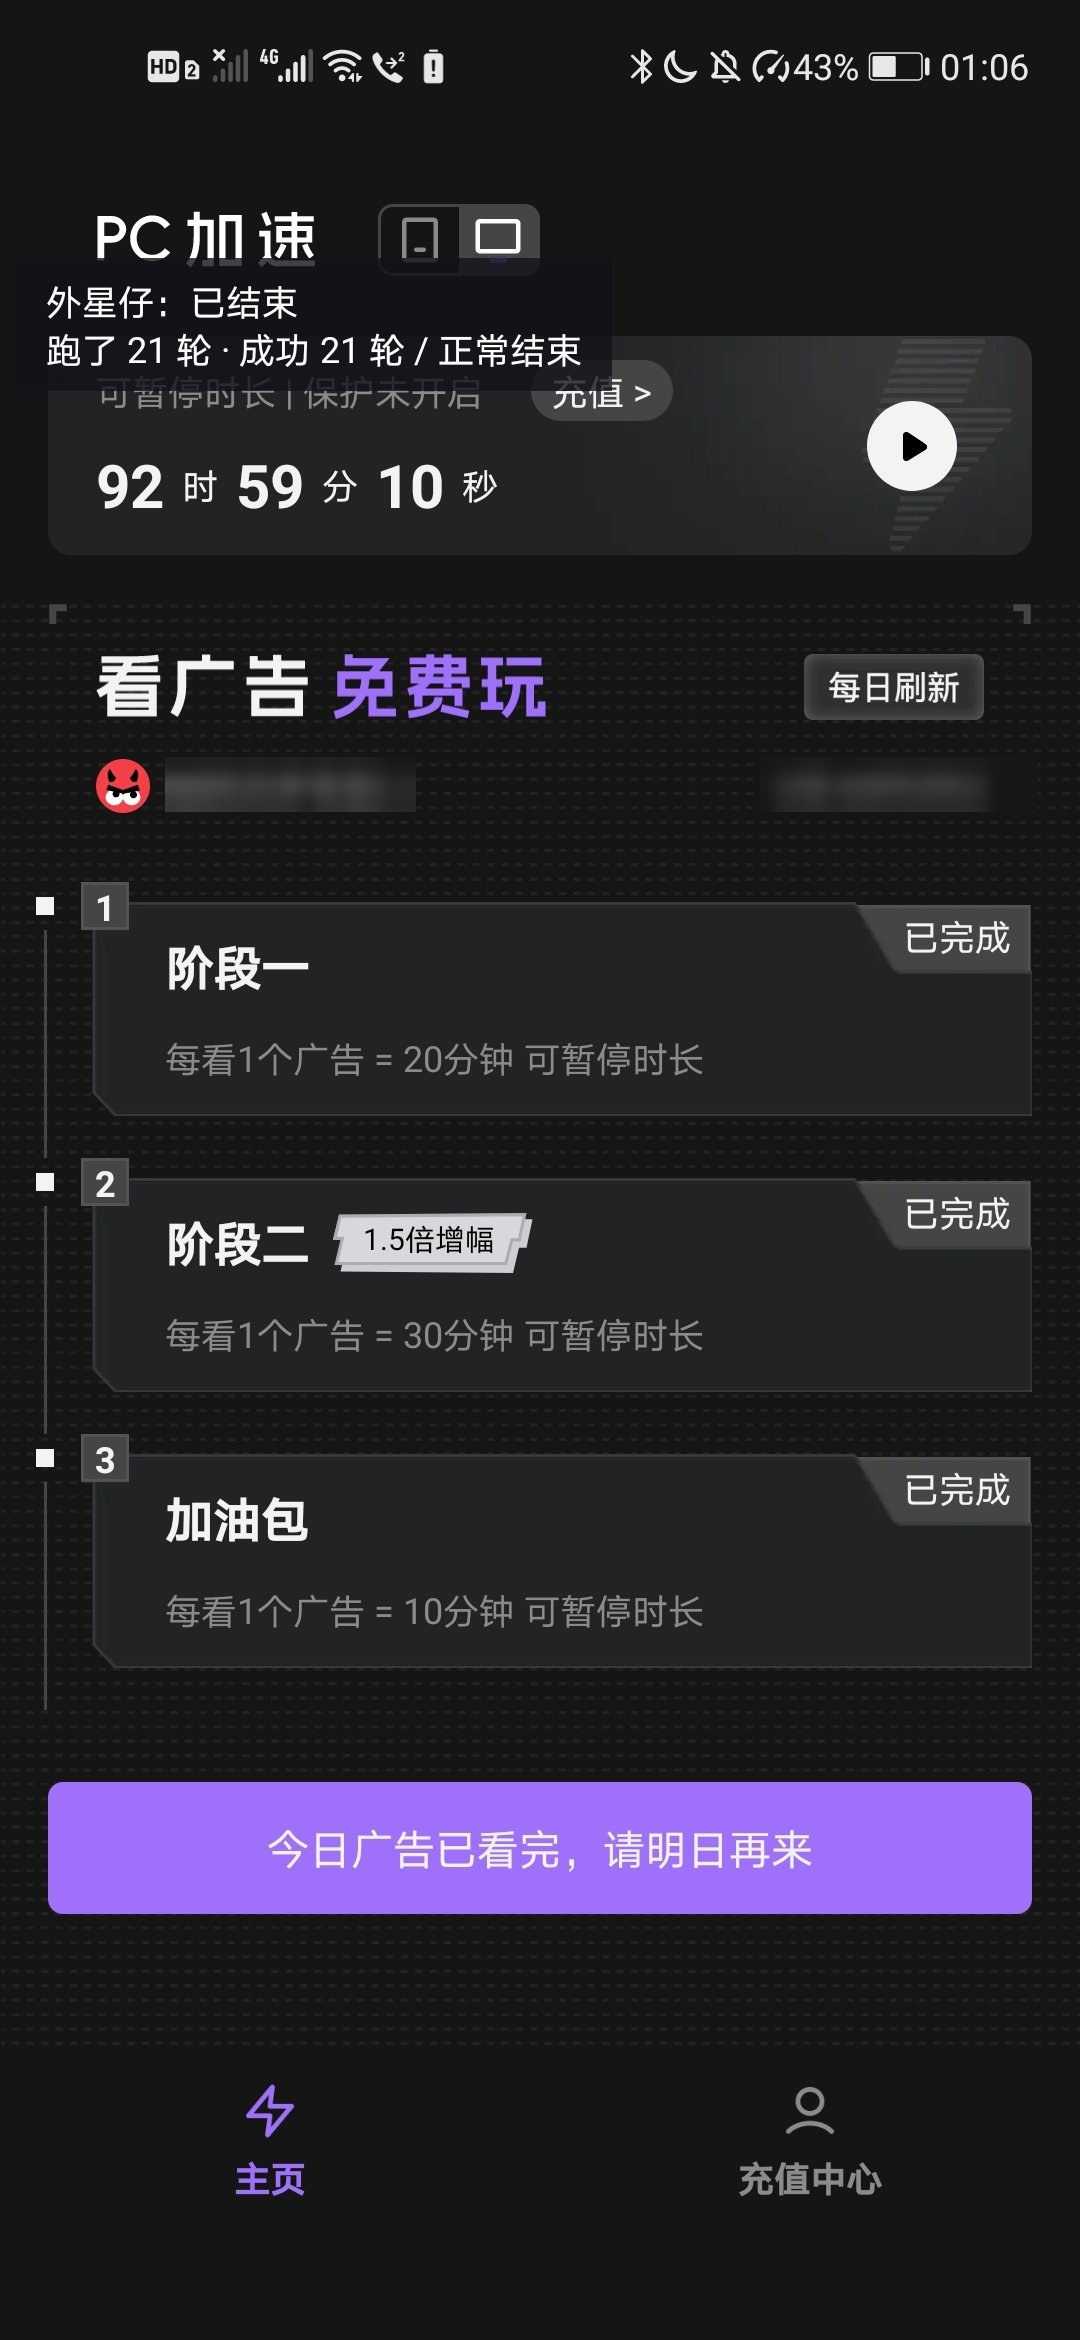 HD 2 4G 2 43% 01:06
PC 加速
外星仔：已结束
跑了 21 轮 · 成功 21 轮 / 正常结束
可暂停时长 | 保护未开启 充值 >
92 时 59 分 10 秒
看广告 免费玩 每日刷新
1 已完成
阶段一
每看1个广告 = 20分钟 可暂停时长
2 已完成
阶段二 1.5倍增幅
每看1个广告 = 30分钟 可暂停时长
3 已完成
加油包
每看1个广告 = 10分钟 可暂停时长
今日广告已看完，请明日再来
主页 充值中心